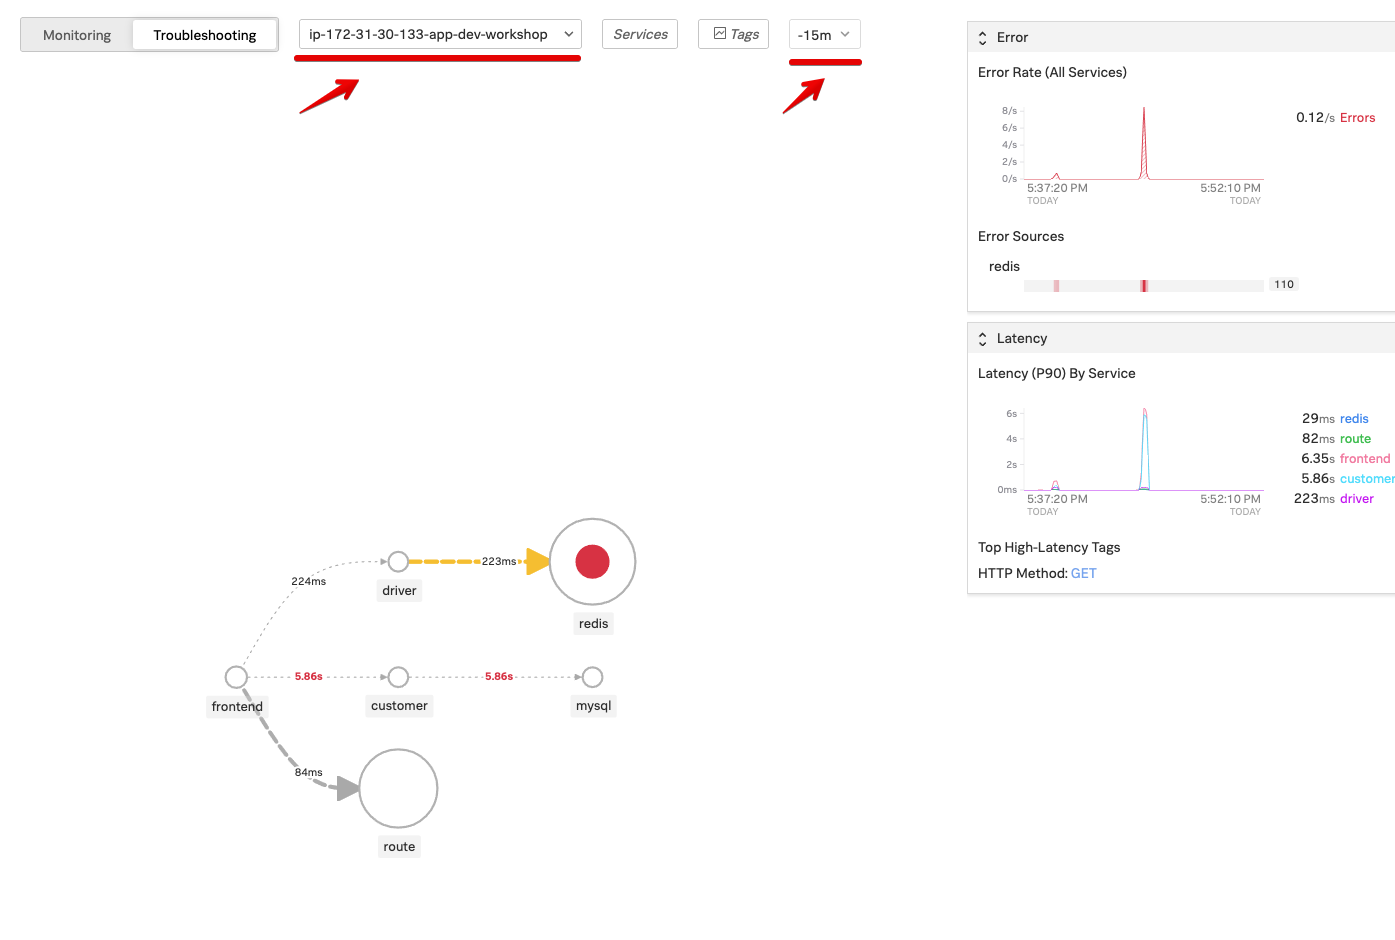 Monitoring
Troubleshooting
ip-172-31-30-133-app-dev-workshop
Services
Tags
-15m
Error
Error Rate (All Services)
8/s
6/s
4/s
2/s
0/s
5:37:20 PM
TODAY
5:52:10 PM
TODAY
0.12/s Errors
Error Sources
redis
110
Latency
Latency (P90) By Service
6s
4s
2s
0ms
5:37:20 PM
TODAY
5:52:10 PM
TODAY
29ms redis
82ms route
6.35s frontend
5.86s customer
223ms driver
Top High-Latency Tags
HTTP Method: GET
224ms
driver
223ms
redis
frontend
5.86s
customer
5.86s
mysql
84ms
route